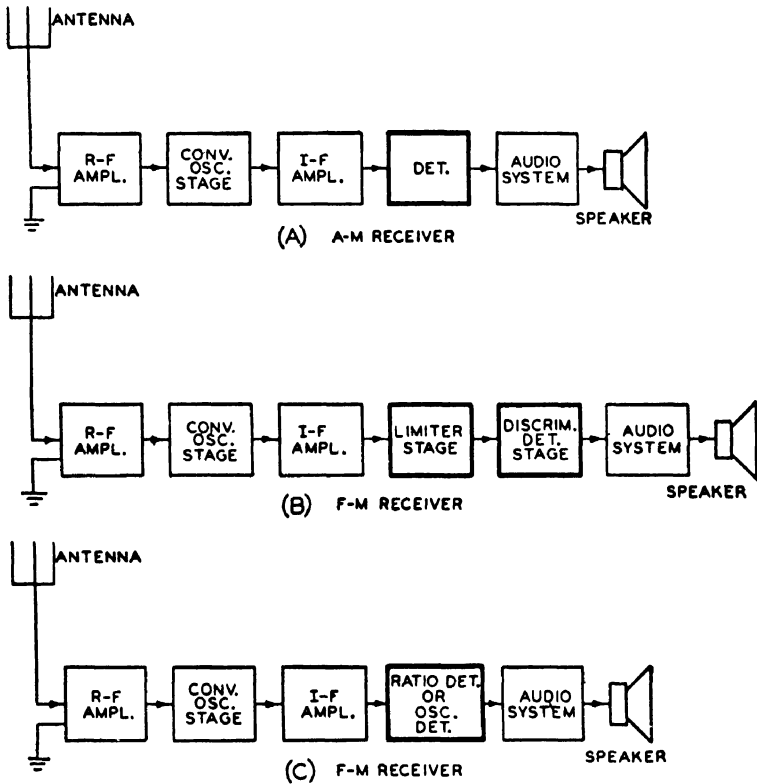 ANTENNA
R-F
AMPL.
CONV.
OSC.
STAGE
I-F
AMPL.
DET.
AUDIO
SYSTEM
SPEAKER
(A) A-M RECEIVER
ANTENNA
R-F
AMPL.
CONV.
OSC.
STAGE
I-F
AMPL.
LIMITER
STAGE
DISCRIM.
DET.
STAGE
AUDIO
SYSTEM
SPEAKER
(B) F-M RECEIVER
ANTENNA
R-F
AMPL.
CONV.
OSC.
STAGE
I-F
AMPL.
RATIO DET.
OR
OSC.
DET.
AUDIO
SYSTEM
SPEAKER
(C) F-M RECEIVER